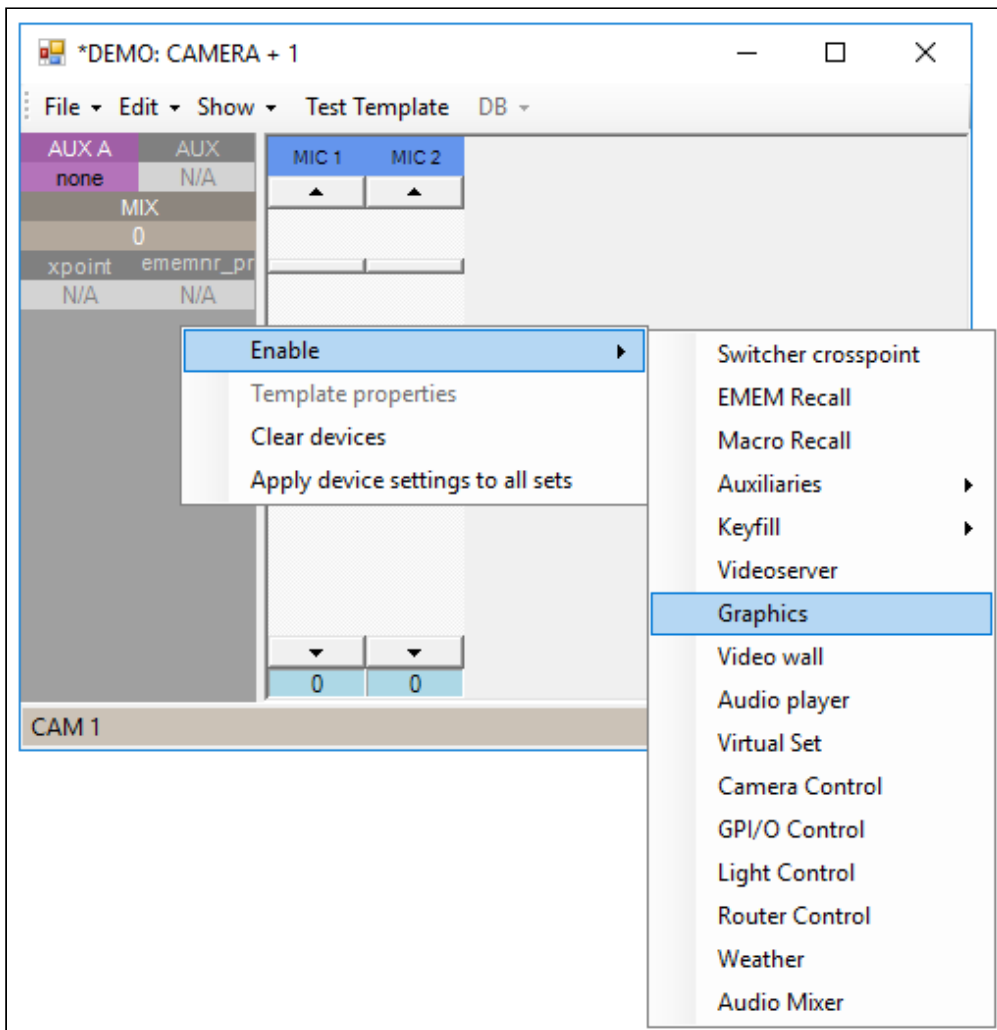 *DEMO: CAMERA + 1
File Edit Show Test Template DB
AUX A AUX MIC 1 MIC 2
none N/A
MIX
0
xpoint ememnr_pr
N/A N/A
Enable
Template properties
Clear devices
Apply device settings to all sets
Switcher crosspoint
EMEM Recall
Macro Recall
Auxiliaries
Keyfill
Videoserver
Graphics
Video wall
Audio player
Virtual Set
Camera Control
GPI/O Control
Light Control
Router Control
Weather
Audio Mixer
0 0
CAM 1